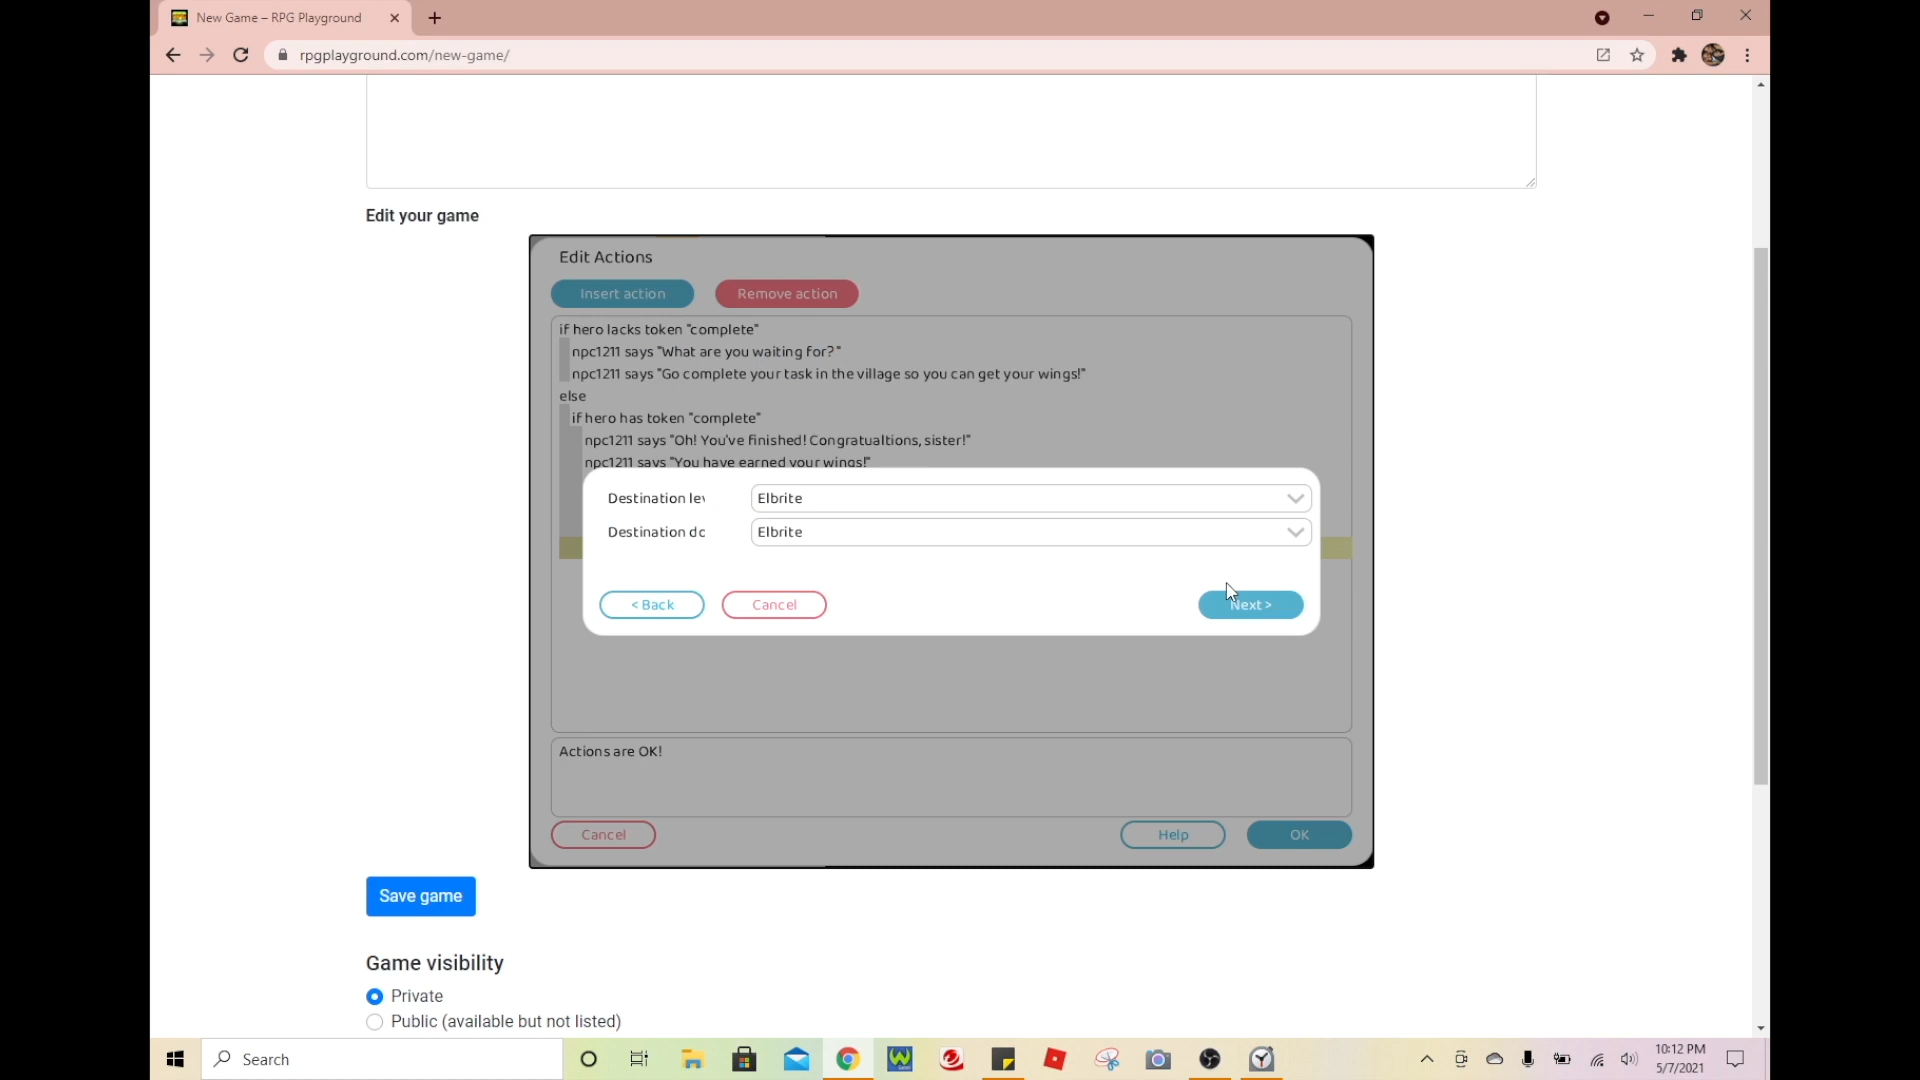 New Game – RPG Playground
rpgplayground.com/new-game/
Edit your game
Edit Actions
Insert action
Remove action
if hero lacks token "complete"
npc1211 says "What are you waiting for?"
npc1211 says "Go complete your task in the village so you can get your wings!"
else
if hero has token "complete"
npc1211 says "Oh! You've finished! Congratualtions, sister!"
npc1211 says "You have earned your wings!"
Destination lev
Elbrite
Destination do
Elbrite
< Back
Cancel
Next >
Actions are OK!
Cancel
Help
OK
Save game
Game visibility
Private
Public (available but not listed)
Search
10:12 PM
5/7/2021